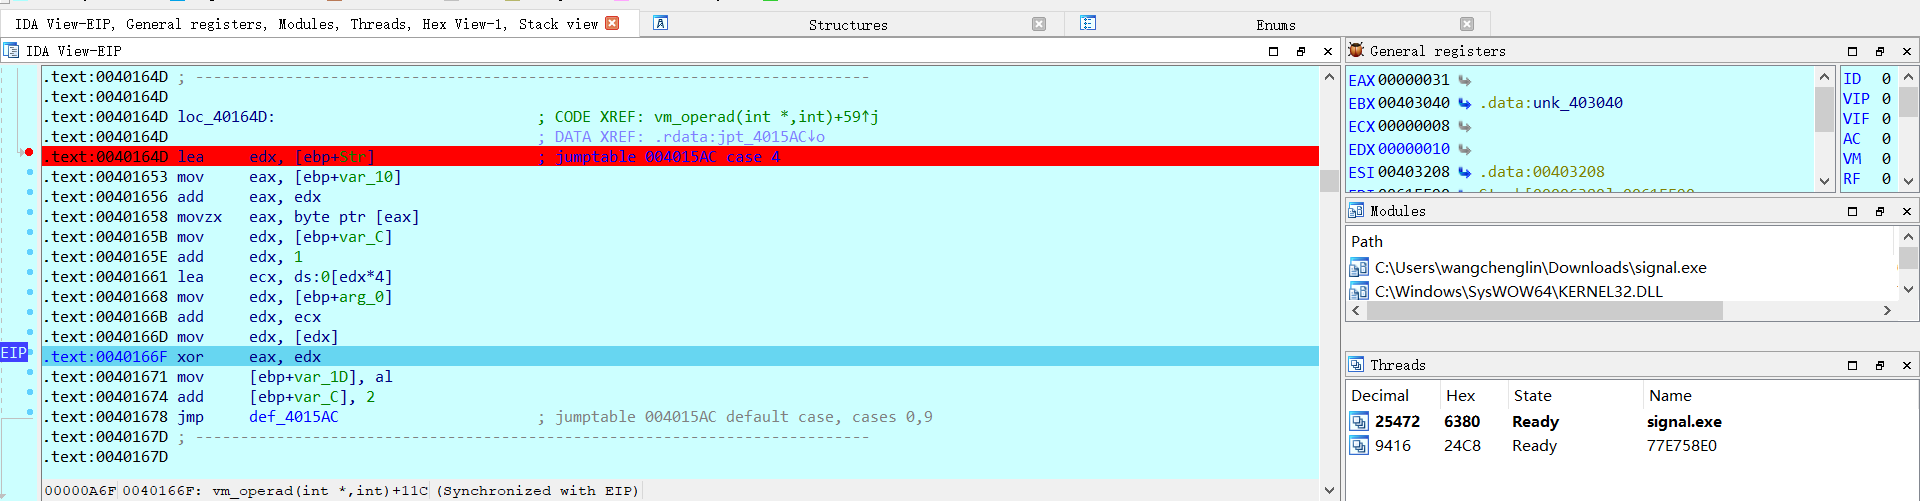 IDA View-EIP, General registers, Modules, Threads, Hex View-1, Stack view
Structures
Enums
IDA View-EIP
.text:0040164D ; ---------------------------------------------------------------------------
.text:0040164D
.text:0040164D loc_40164D: ; CODE XREF: vm_operad(int *,int)+59↑j
.text:0040164D ; DATA XREF: .rdata:jpt_4015AC↓o
.text:0040164D lea edx, [ebp+Str] ; jumptable 004015AC case 4
.text:00401653 mov eax, [ebp+var_10]
.text:00401656 add eax, edx
.text:00401658 movzx eax, byte ptr [eax]
.text:0040165B mov edx, [ebp+var_C]
.text:0040165E add edx, 1
.text:00401661 lea ecx, ds:0[edx*4]
.text:00401668 mov edx, [ebp+arg_0]
.text:0040166B add edx, ecx
.text:0040166D mov edx, [edx]
EIP
.text:0040166F xor eax, edx
.text:00401671 mov [ebp+var_1D], al
.text:00401674 add [ebp+var_C], 2
.text:00401678 jmp def_4015AC ; jumptable 004015AC default case, cases 0,9
.text:0040167D ; ---------------------------------------------------------------------------
.text:0040167D
00000A6F 0040166F: vm_operad(int *,int)+11C (Synchronized with EIP)
General registers
EAX 00000031
EBX 00403040 .data:unk_403040
ECX 00000008
EDX 00000010
ESI 00403208 .data:00403208
ID 0
VIP 0
VIF 0
AC 0
VM 0
RF 0
Modules
Path
C:\Users\wangchenglin\Downloads\signal.exe
C:\Windows\SysWOW64\KERNEL32.DLL
Threads
Decimal Hex State Name
25472 6380 Ready signal.exe
9416 24C8 Ready 77E758E0